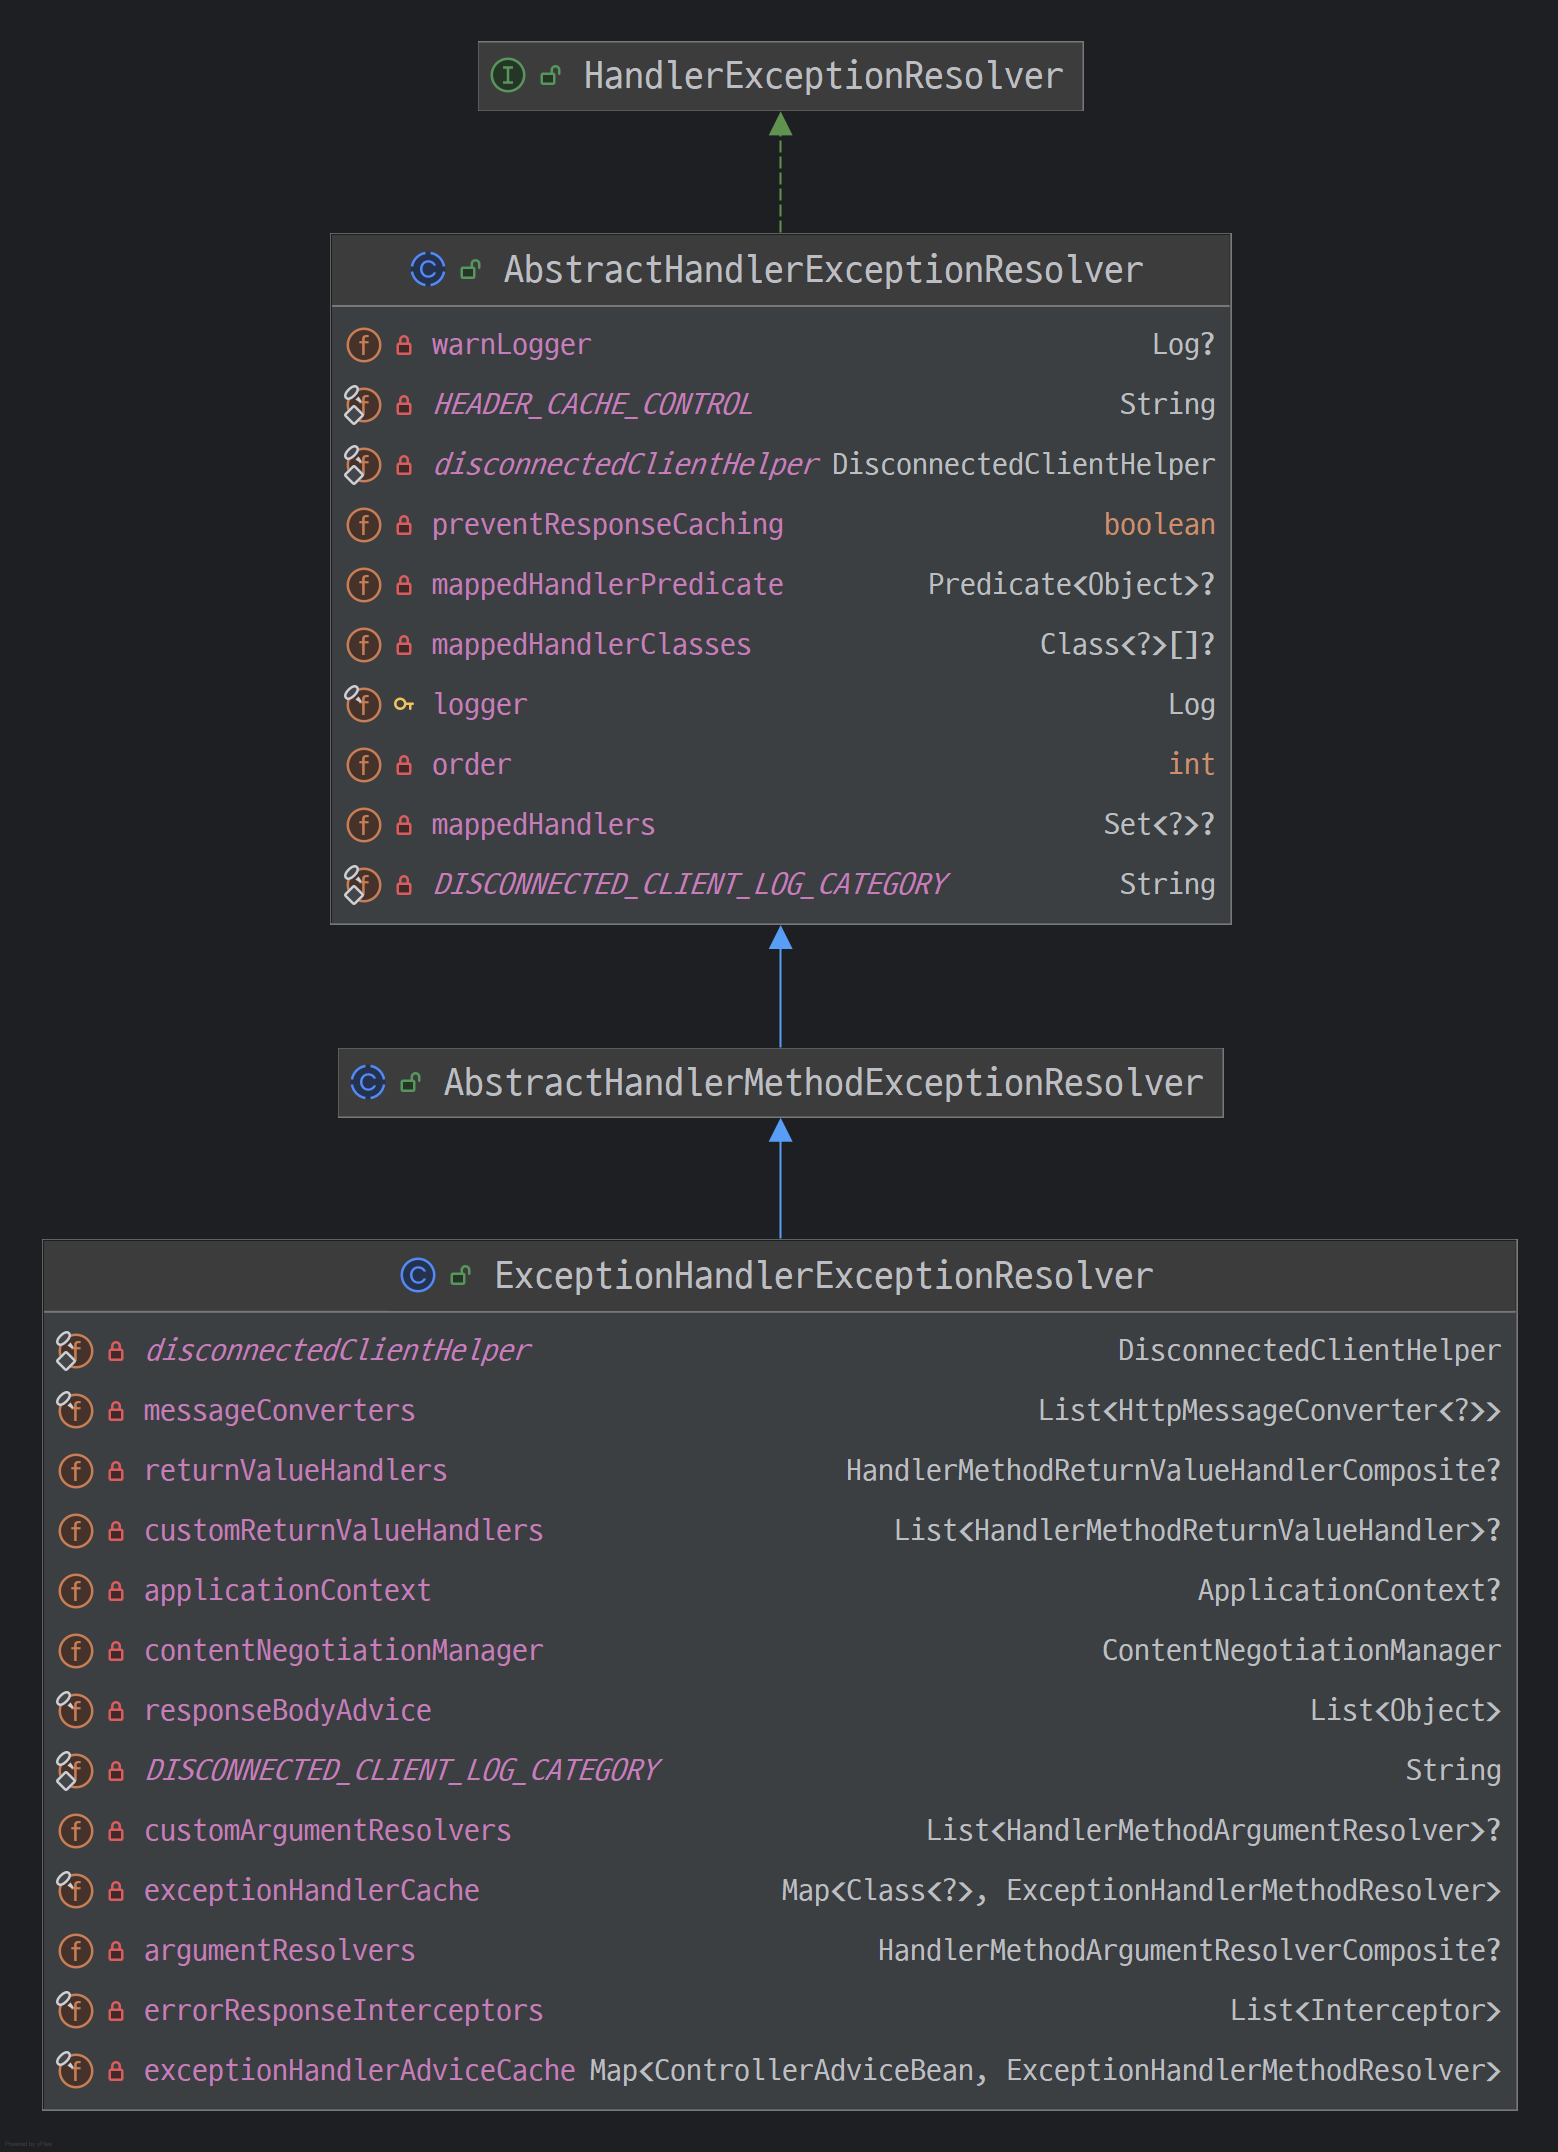 HandlerExceptionResolver
AbstractHandlerExceptionResolver
warnLogger Log?
HEADER_CACHE_CONTROL String
disconnectedClientHelper DisconnectedClientHelper
preventResponseCaching boolean
mappedHandlerPredicate Predicate<Object>?
mappedHandlerClasses Class<?>[]?
logger Log
order int
mappedHandlers Set<?>?
DISCONNECTED_CLIENT_LOG_CATEGORY String
AbstractHandlerMethodExceptionResolver
ExceptionHandlerExceptionResolver
disconnectedClientHelper DisconnectedClientHelper
messageConverters List<HttpMessageConverter<?>>
returnValueHandlers HandlerMethodReturnValueHandlerComposite?
customReturnValueHandlers List<HandlerMethodReturnValueHandler>?
applicationContext ApplicationContext?
contentNegotiationManager ContentNegotiationManager
responseBodyAdvice List<Object>
DISCONNECTED_CLIENT_LOG_CATEGORY String
customArgumentResolvers List<HandlerMethodArgumentResolver>?
exceptionHandlerCache Map<Class<?>, ExceptionHandlerMethodResolver>
argumentResolvers HandlerMethodArgumentResolverComposite?
errorResponseInterceptors List<Interceptor>
exceptionHandlerAdviceCache Map<ControllerAdviceBean, ExceptionHandlerMethodResolver>